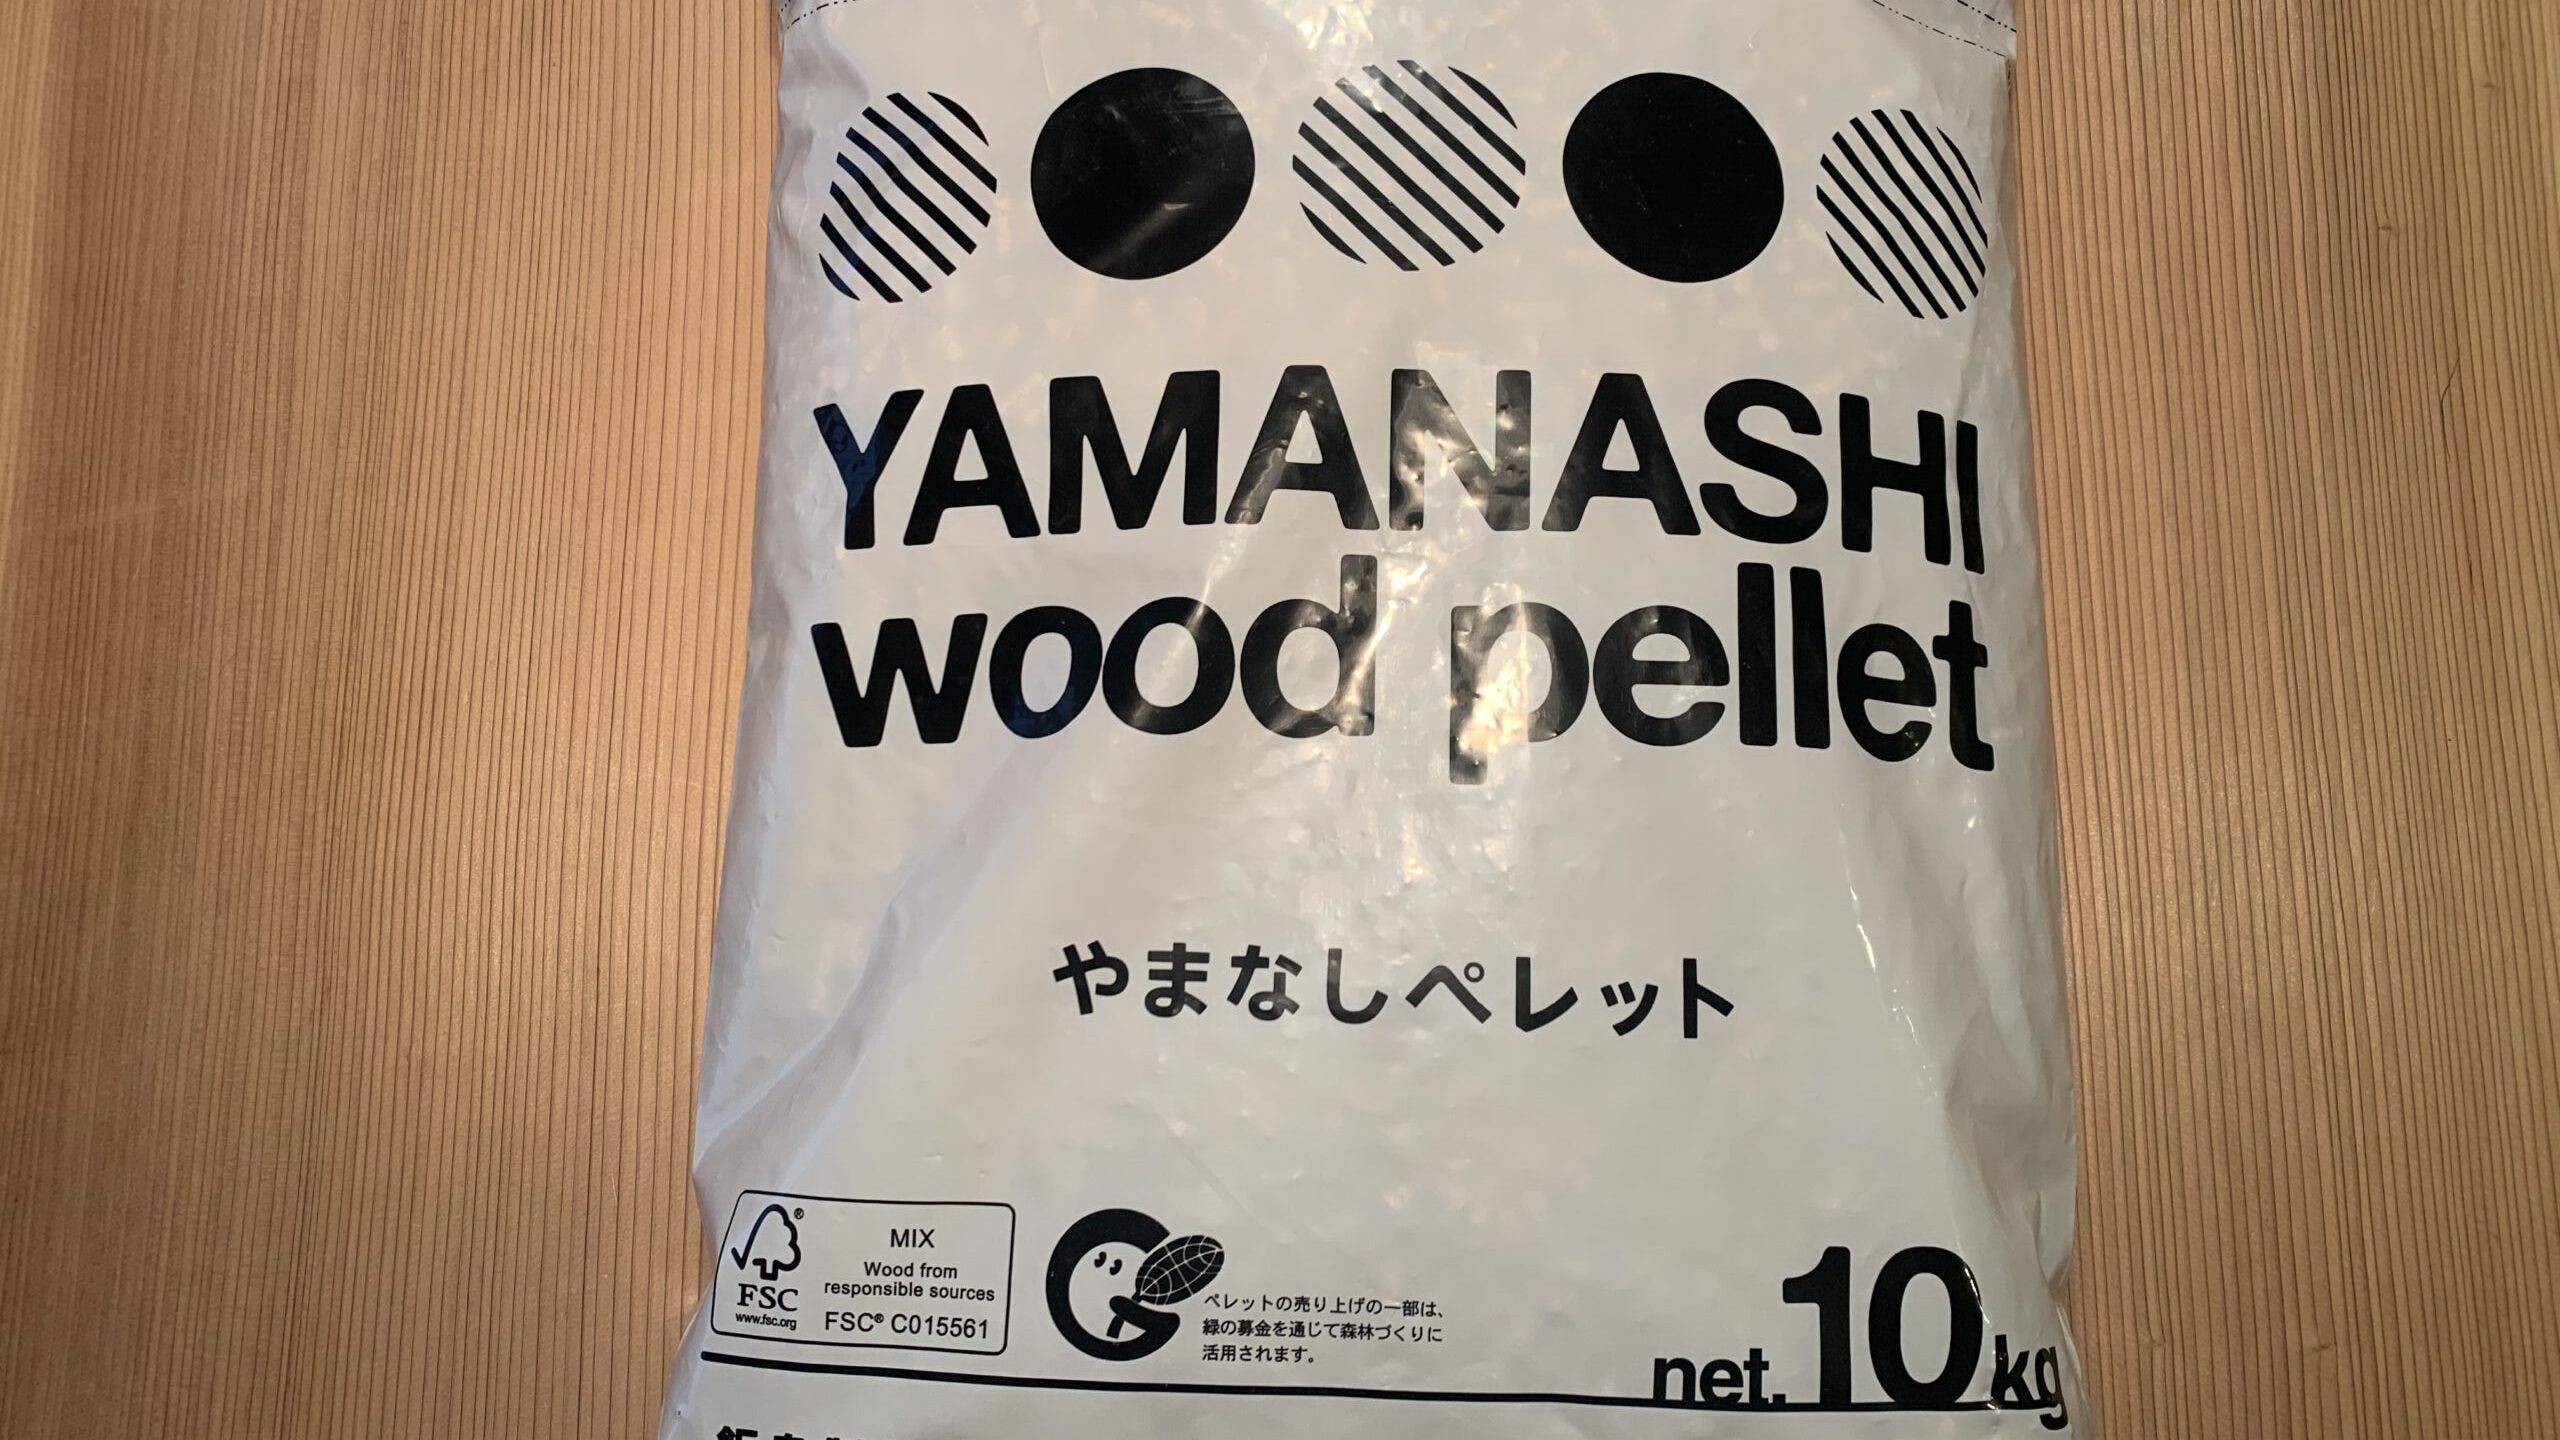 YAMANASHI
wood pellet
やまなしペレット
FSC®
www.fsc.org
MIX
Wood from
responsible sources
FSC® C015561
ペレットの売り上げの一部は、
緑の募金を通じて森林づくりに
活用されます。
net.10kg